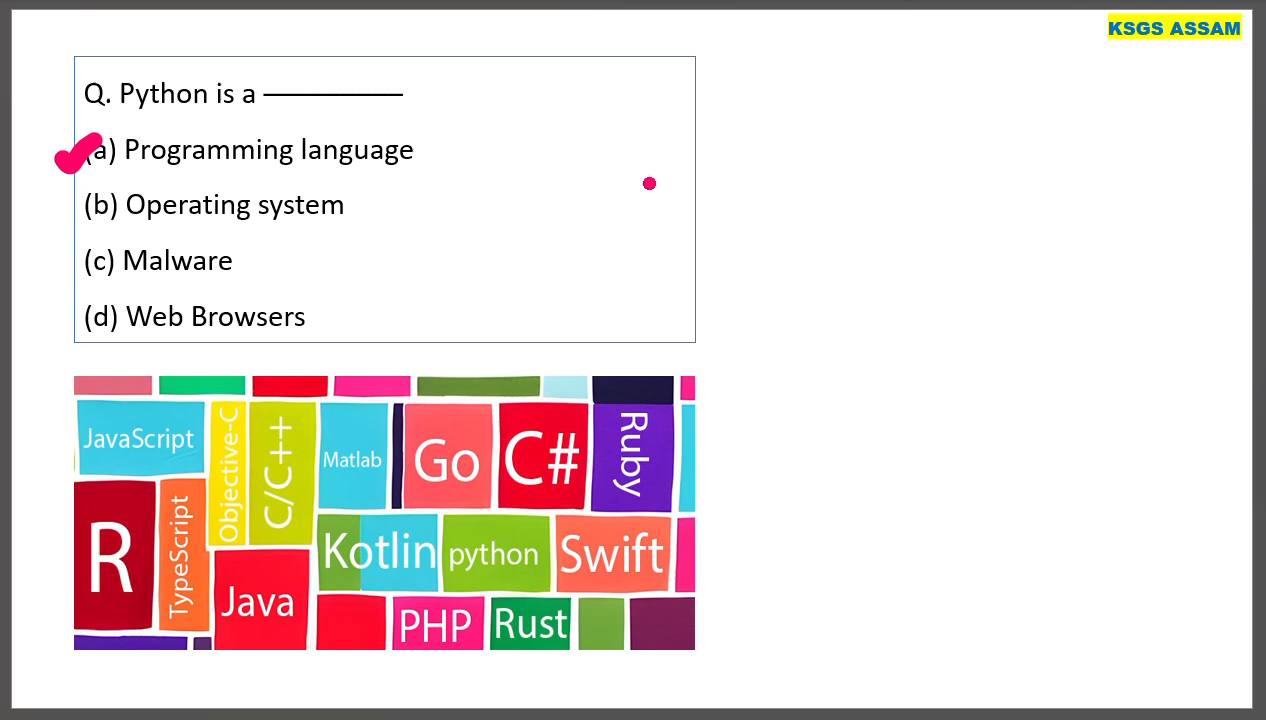 KSGS ASSAM
Q. Python is a ——————
(a) Programming language
(b) Operating system
(c) Malware
(d) Web Browsers
JavaScript
Objective-C
C/C++
Matlab
Go
C#
Ruby
R
TypeScript
Java
Kotlin
python
Swift
PHP
Rust